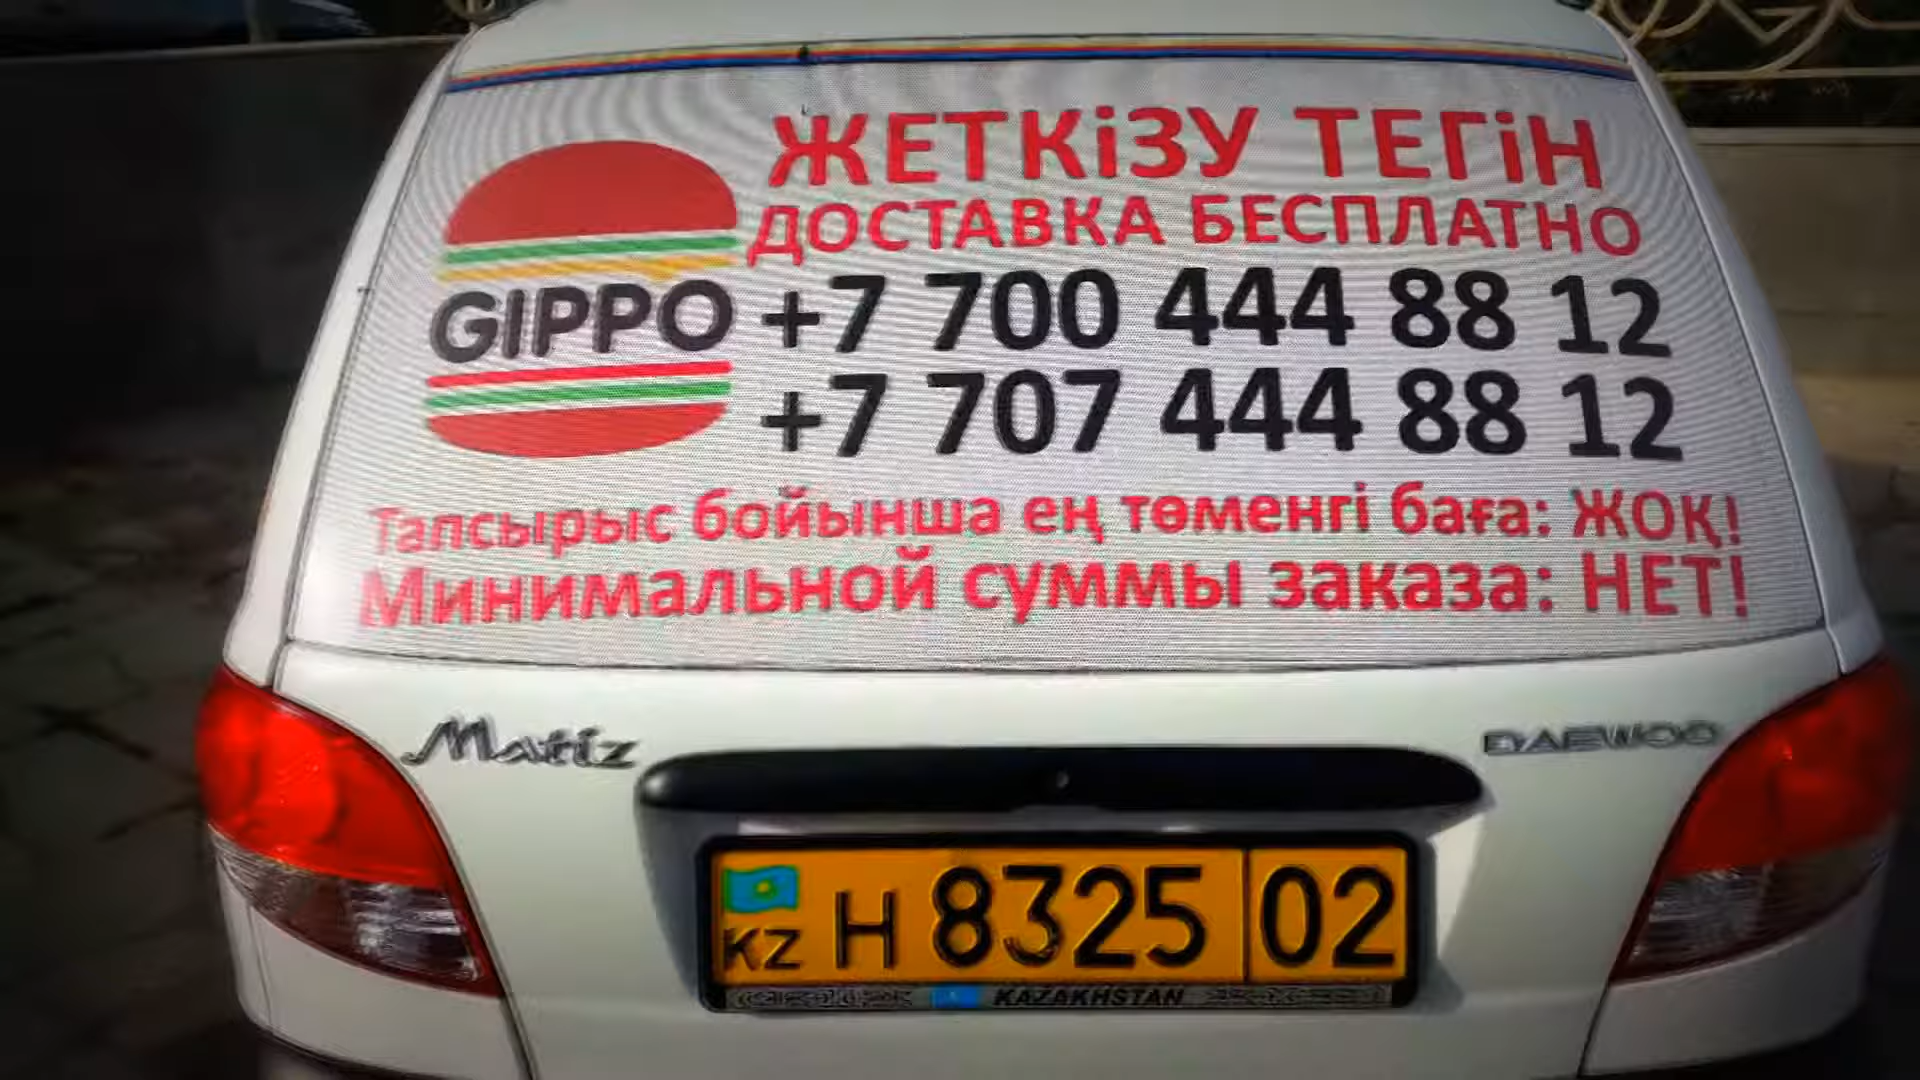 ЖЕТКіЗУ ТЕГіН
ДОСТАВКА БЕСПЛАТНО
GIPPO
+7 700 444 88 12
+7 707 444 88 12
Тапсырыс бойынша ең төменгі баға: ЖОҚ!
Минимальной суммы заказа: НЕТ!
Matiz
DAEWOO
KZ H 8325 02
KAZAKHSTAN